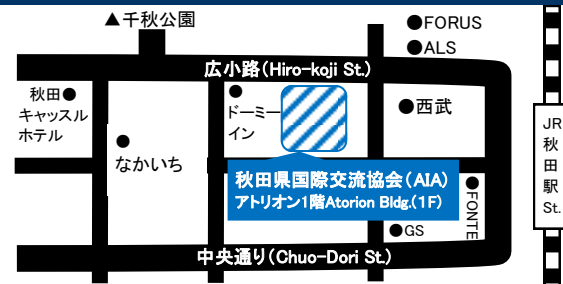 ▲千秋公園
●FORUS
●ALS
広小路(Hiro-koji St.)
秋田●
キャッスル
ホテル
●
なかいち
●
ドーミー
イン
●西武
秋田県国際交流協会(AIA)
アトリオン1階Atorion Bldg.(1F)
●FONTE
●GS
中央通り(Chuo-Dori St.)
JR
秋
田
駅
St.